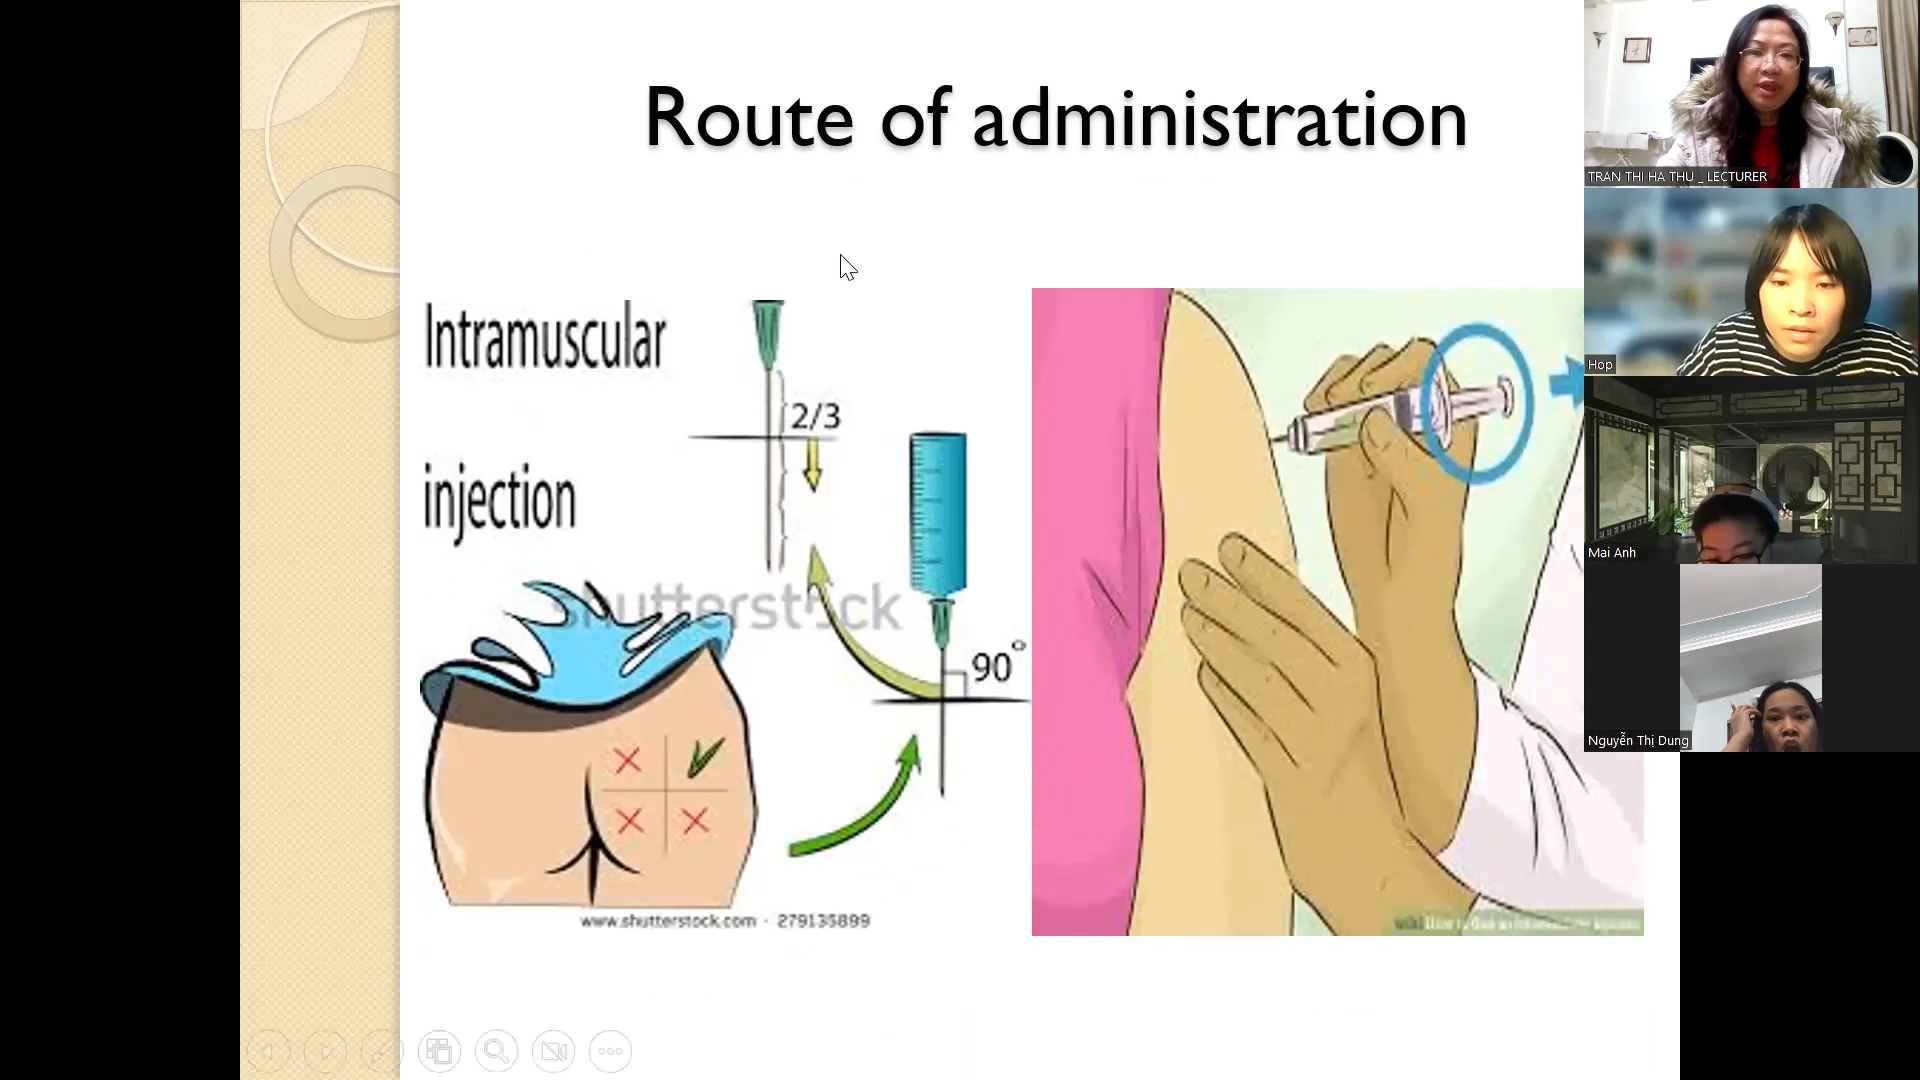 Route of administration
Intramuscular
injection
2/3
90°
shutterstock
www.shutterstock.com · 279135899
TRAN THI HA THU _ LECTURER
Hop
Mai Anh
Nguyễn Thị Dung